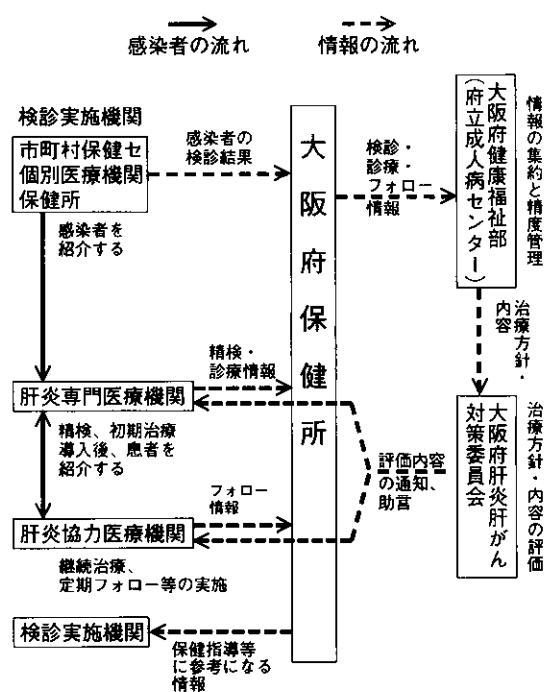 感染者の流れ
情報の流れ
検診実施機関
市町村保健セ
個別医療機関
保健所
感染者の
検診結果
大阪府保健所
検診・
診療・
フォロー
情報
大阪府健康福祉部
(府立成人病センター)
情報の集約と精度管理
感染者を
紹介する
治療方針・
内容
精検・
診療情報
肝炎専門医療機関
精検、初期治療
導入後、患者を
紹介する
評価内容
の通知、
助言
大阪府肝炎肝がん
対策委員会
治療方針・内容の評価
フォロー
情報
肝炎協力医療機関
継続治療、
定期フォロー等の実施
検診実施機関
保健指導等
に参考になる
情報